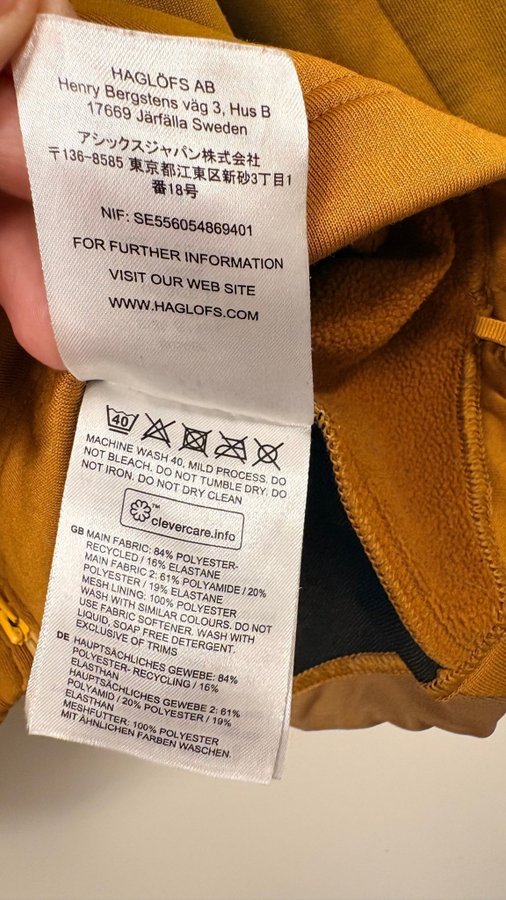 HAGLÖFS AB
Henry Bergstens väg 3, Hus B
17669 Järfälla Sweden
アシックスジャパン株式会社
〒136-8585 東京都江東区新砂3丁目1
番18号
NIF: SE556054869401
FOR FURTHER INFORMATION
VISIT OUR WEB SITE
WWW.HAGLOFS.COM
40
MACHINE WASH 40, MILD PROCESS. DO
NOT BLEACH. DO NOT TUMBLE DRY. DO
NOT IRON. DO NOT DRY CLEAN
™ clevercare.info
GB MAIN FABRIC: 84% POLYESTER-
RECYCLED / 16% ELASTANE
MAIN FABRIC 2: 61% POLYAMIDE / 20%
POLYESTER / 19% ELASTANE
MESH LINING: 100% POLYESTER
WASH WITH SIMILAR COLOURS. DO NOT
USE FABRIC SOFTENER. WASH WITH
LIQUID, SOAP FREE DETERGENT.
EXCLUSIVE OF TRIMS
DE HAUPTSÄCHLICHES GEWEBE: 84%
POLYESTER- RECYCLING / 16%
ELASTHAN
HAUPTSÄCHLICHES GEWEBE 2: 61%
POLYAMID / 20% POLYESTER / 19%
ELASTHAN
MESHFUTTER: 100% POLYESTER
MIT ÄHNLICHEN FARBEN WASCHEN.